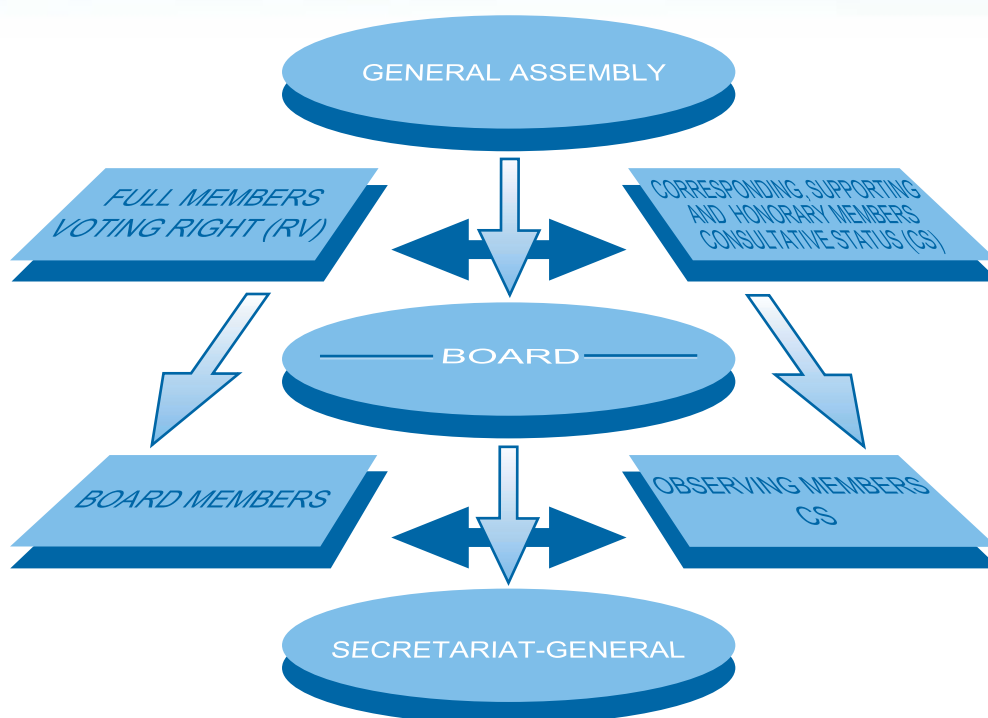 GENERAL ASSEMBLY
FULL MEMBERS
VOTING RIGHT (RV)
CORRESPONDING, SUPPORTING
AND HONORARY MEMBERS
CONSULTATIVE STATUS (CS)
BOARD
BOARD MEMBERS
OBSERVING MEMBERS
CS
SECRETARIAT-GENERAL